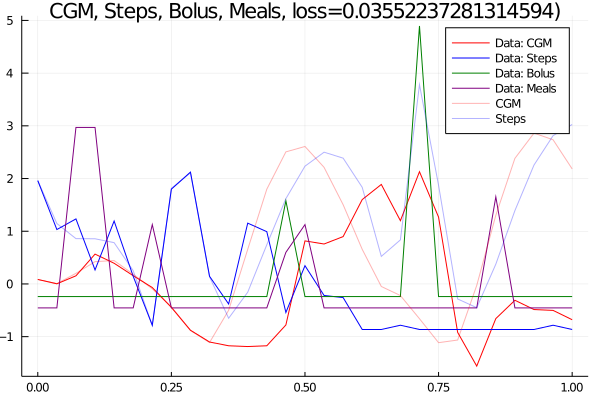 CGM, Steps, Bolus, Meals, loss=0.03552237281314594)
5
4
3
2
1
0
-1
0.00
0.25
0.50
0.75
1.00
Data: CGM
Data: Steps
Data: Bolus
Data: Meals
CGM
Steps